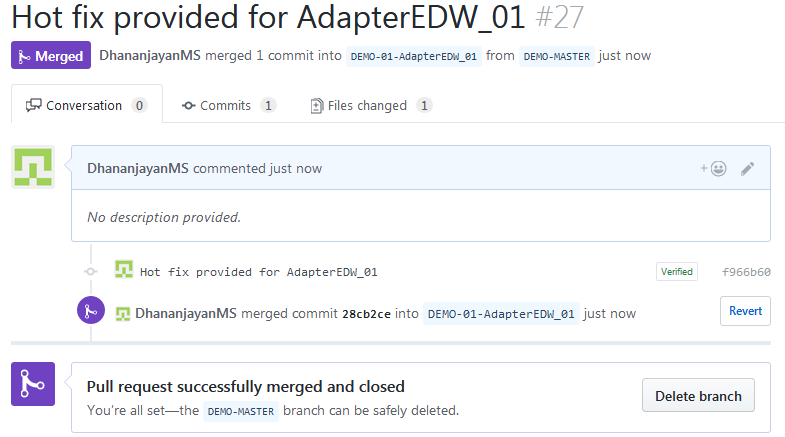 Hot fix provided for AdapterEDW_01 #27
Merged DhananjayanMS merged 1 commit into DEMO-01-AdapterEDW_01 from DEMO-MASTER just now
Conversation 0 Commits 1 Files changed 1
DhananjayanMS commented just now
No description provided.
Hot fix provided for AdapterEDW_01 Verified f966b60
DhananjayanMS merged commit 28cb2ce into DEMO-01-AdapterEDW_01 just now Revert
Pull request successfully merged and closed
You're all set—the DEMO-MASTER branch can be safely deleted.
Delete branch